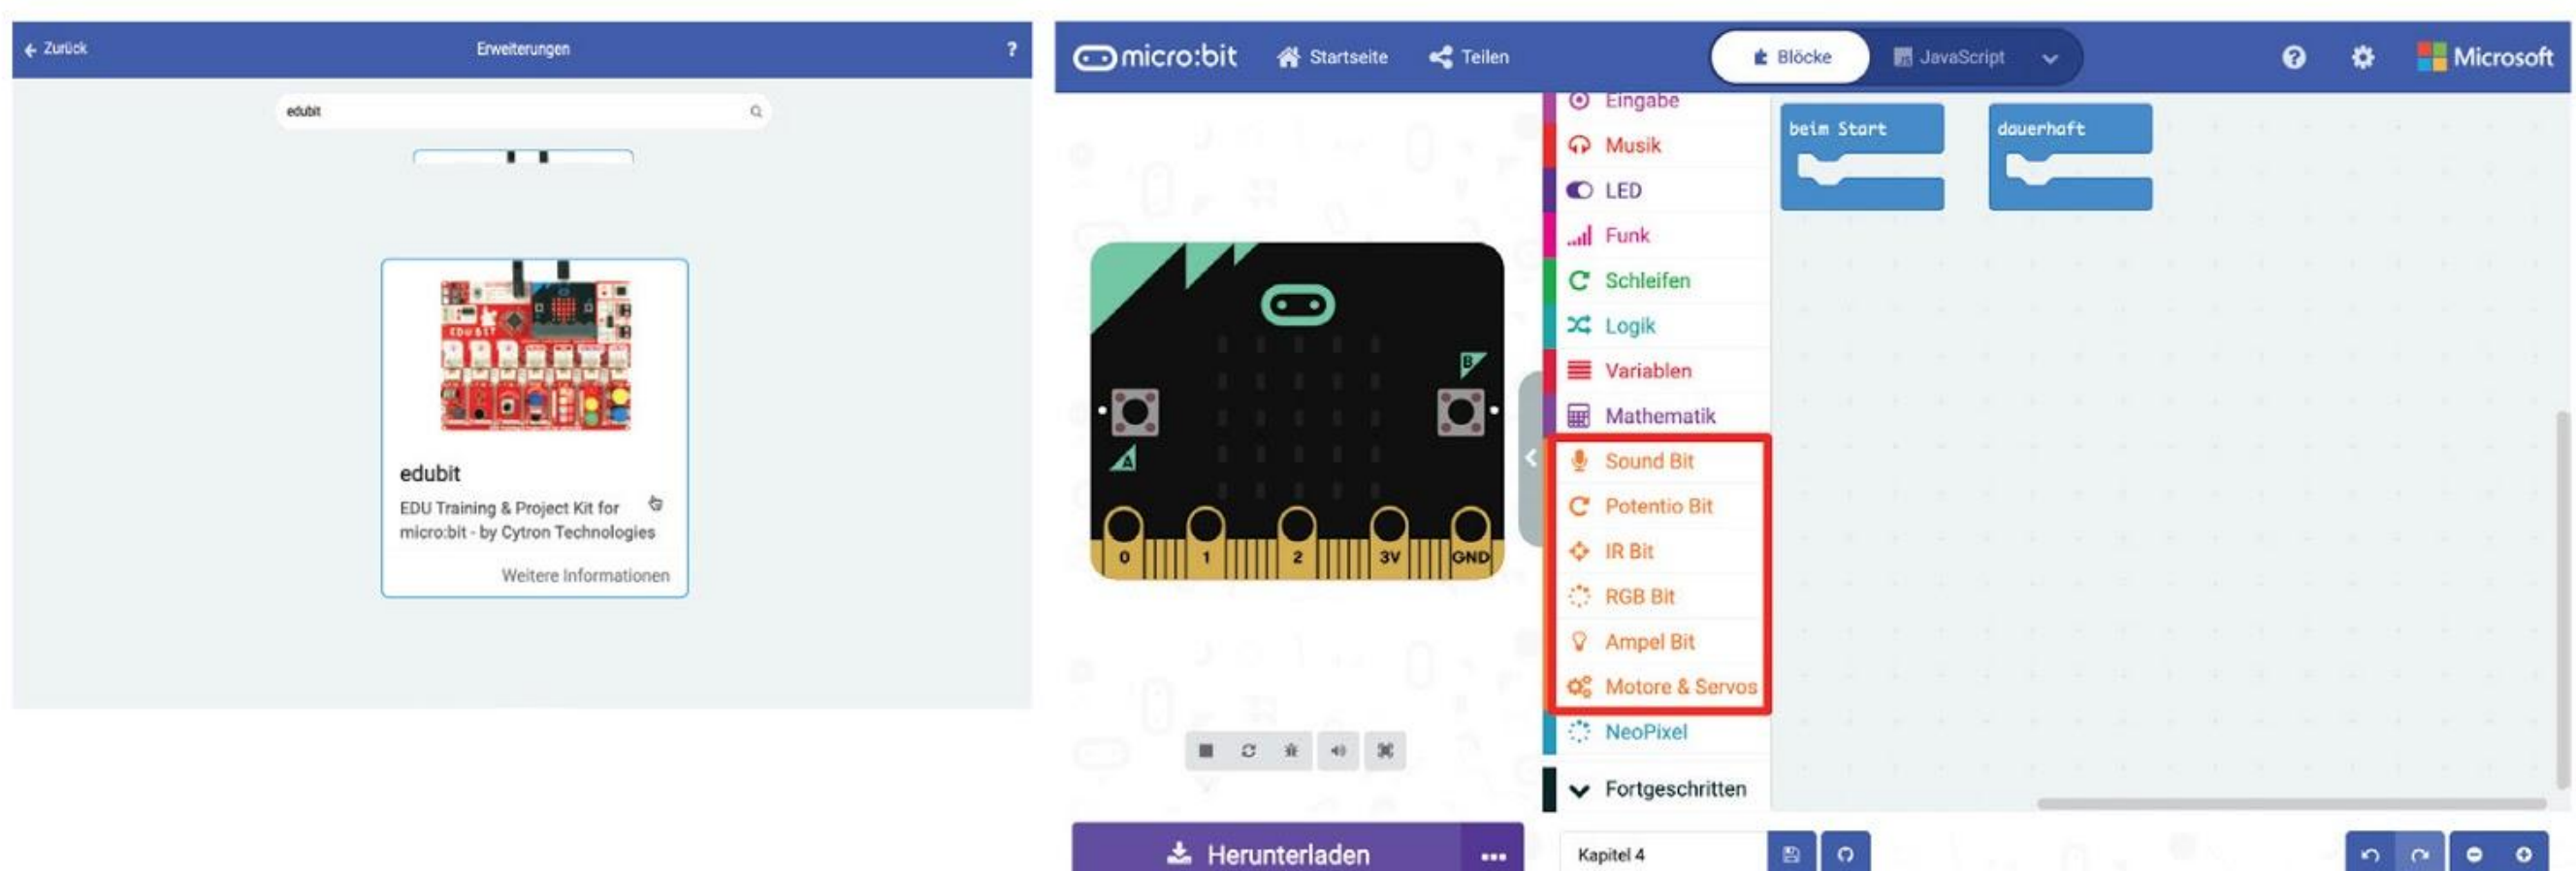 Zurück
Erweiterungen
?
edubit
EDU BIT
edubit
EDU Training & Project Kit for
micro:bit - by Cytron Technologies
Weitere Informationen
micro:bit
Startseite
Teilen
Blöcke
JavaScript
Microsoft
B
A
0 1 2 3V GND
Herunterladen
Eingabe
Musik
LED
Funk
Schleifen
Logik
Variablen
Mathematik
Sound Bit
Potentio Bit
IR Bit
RGB Bit
Ampel Bit
Motore & Servos
NeoPixel
Fortgeschritten
beim Start
dauerhaft
Kapitel 4